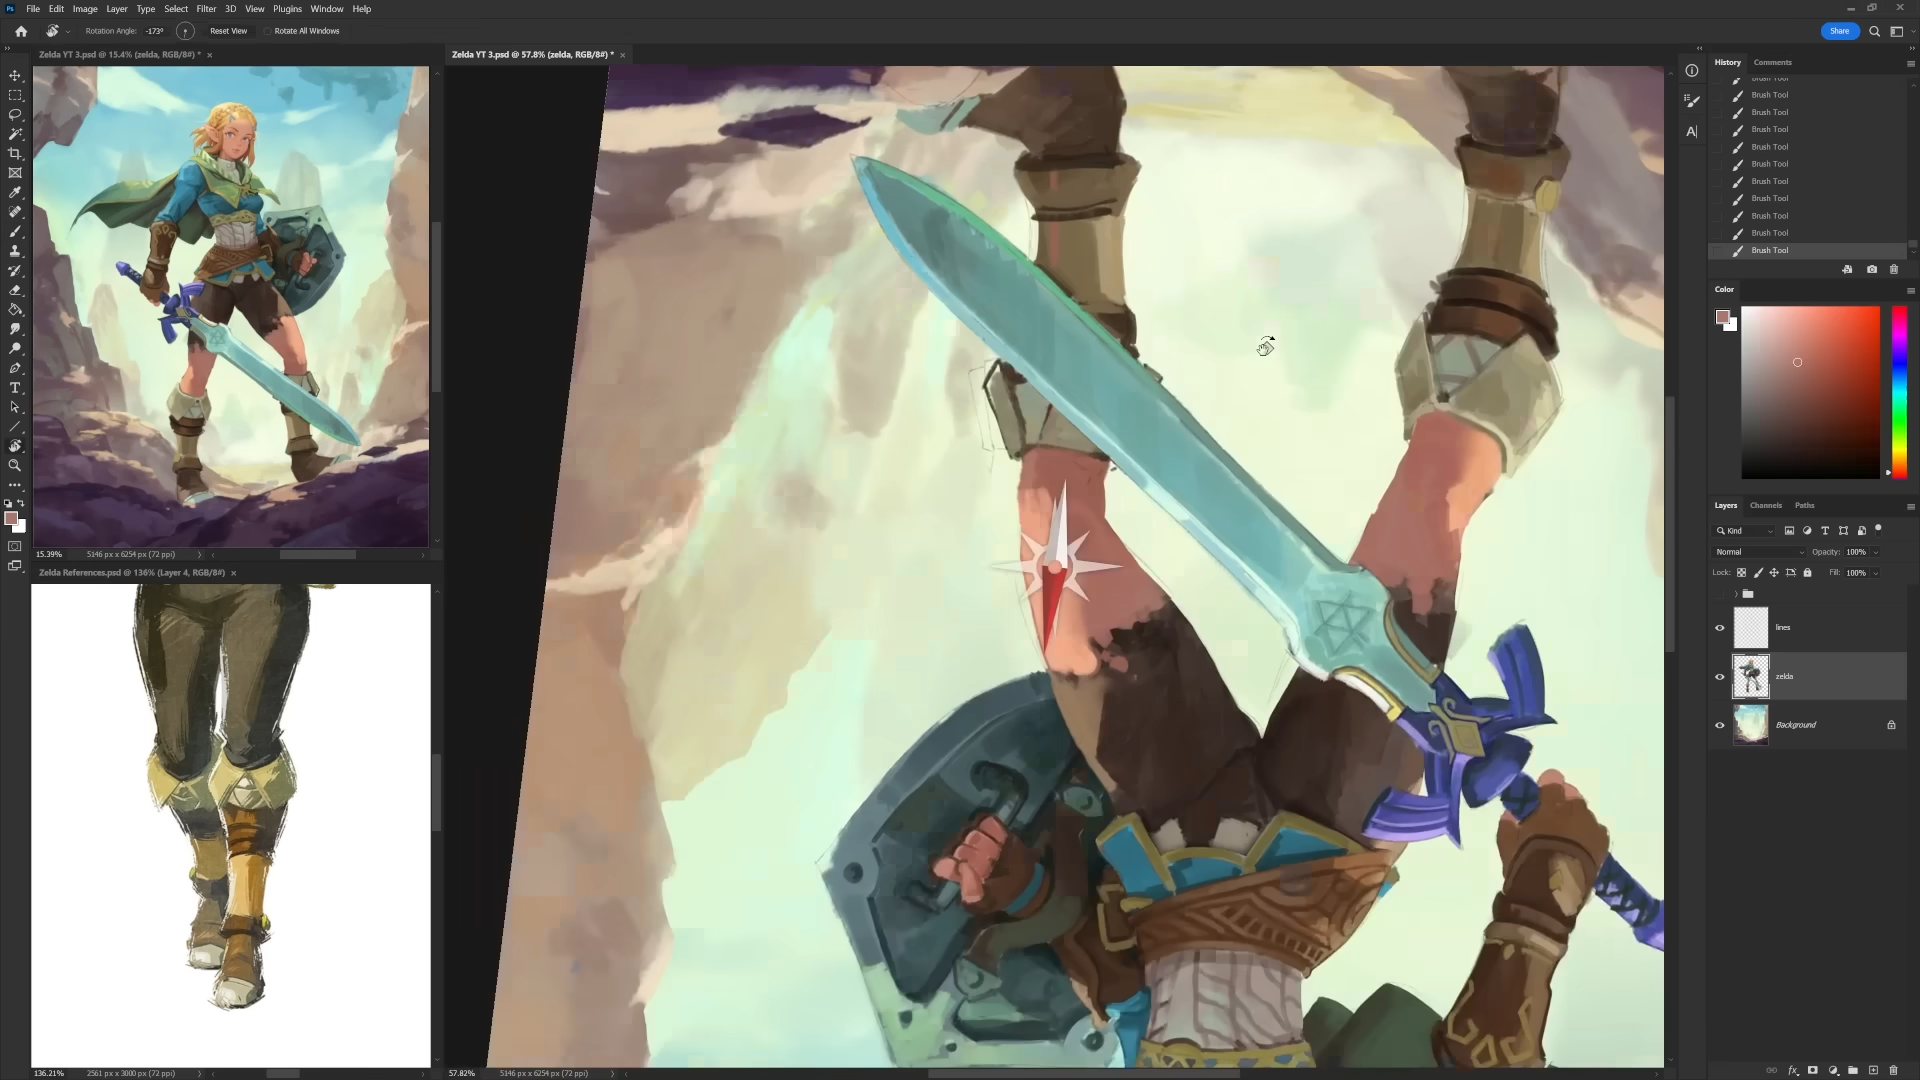 Ps File Edit Image Layer Type Select Filter 3D View Plugins Window Help
Rotation Angle: -173° Reset View Rotate All Windows Share
Zelda YT 3.psd @ 15.4% (zelda, RGB/8#) * ×
Zelda YT 3.psd @ 57.8% (zelda, RGB/8#) * ×
History Comments
Brush Tool
Brush Tool
Brush Tool
Brush Tool
Brush Tool
Brush Tool
Brush Tool
Brush Tool
Brush Tool
Brush Tool
Brush Tool
Color
Layers Channels Paths
Kind
Normal Opacity: 100%
Lock: Fill: 100%
lines
zelda
Background
fx
15.39% 5146 px x 6254 px (72 ppi)
Zelda References.psd @ 136% (Layer 4, RGB/8#) ×
136.21% 2561 px x 3000 px (72 ppi)
57.82% 5146 px x 6254 px (72 ppi)